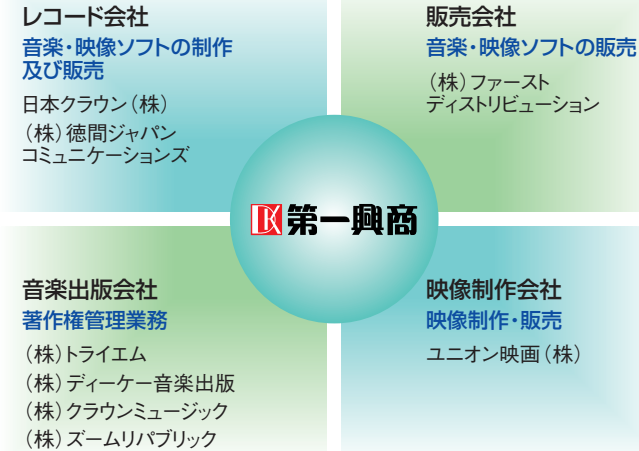 レコード会社
音楽・映像ソフトの制作
及び販売
日本クラウン（株）
（株）徳間ジャパン
コミュニケーションズ
販売会社
音楽・映像ソフトの販売
（株）ファースト
ディストリビューション
DK第一興商
音楽出版会社
著作権管理業務
（株）トライエム
（株）ディーケー音楽出版
（株）クラウンミュージック
（株）ズームリパブリック
映像制作会社
映像制作・販売
ユニオン映画（株）